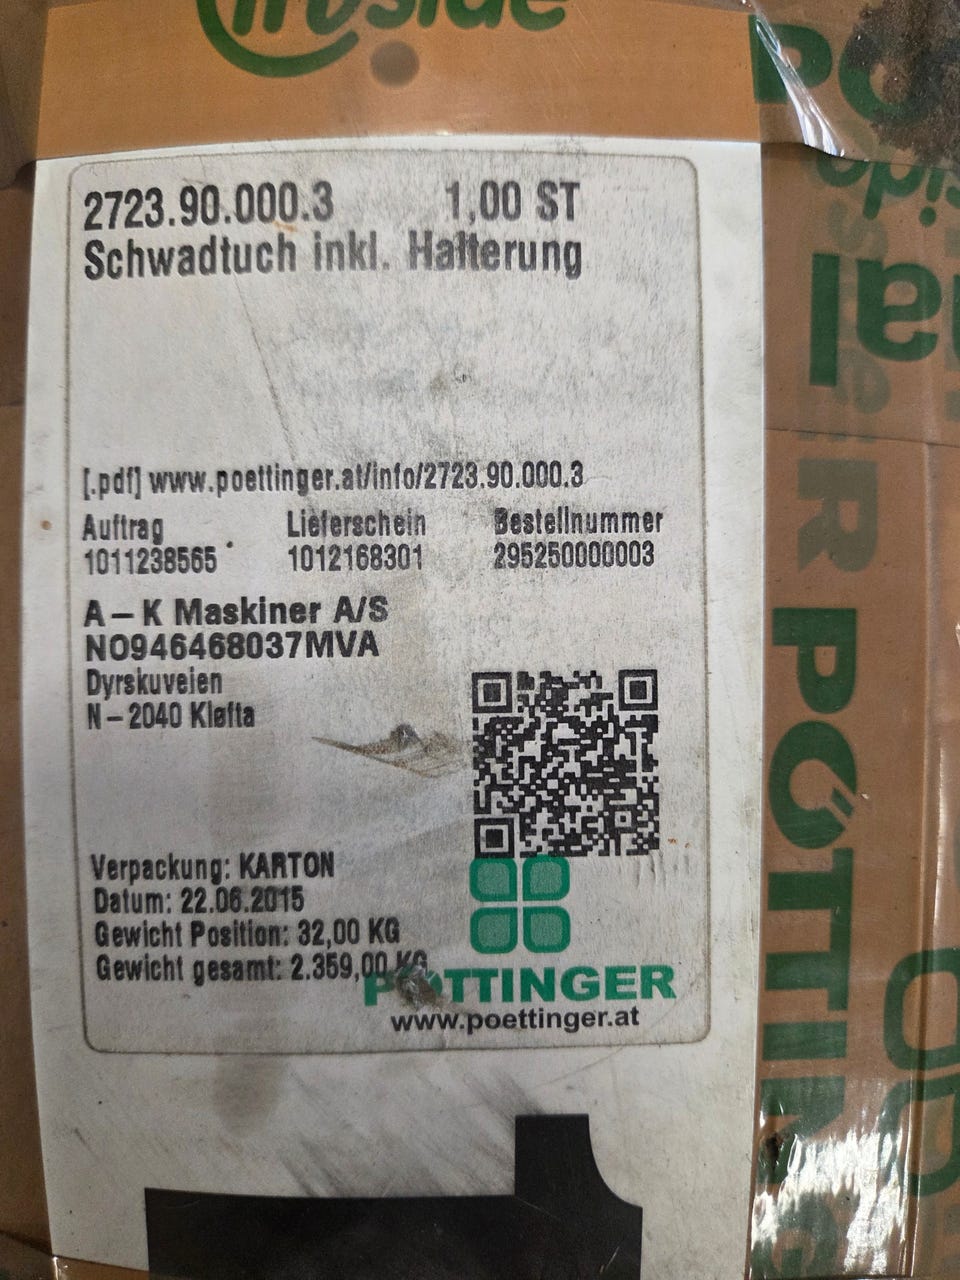 inside
2723.90.000.3 1,00 ST
Schwadtuch inkl. Halterung
[.pdf] www.poettinger.at/info/2723.90.000.3
Auftrag Lieferschein Bestellnummer
1011238565 1012168301 295250000003
A – K Maskiner A/S
NO946468037MVA
Dyrskuveien
N – 2040 Kløfta
Verpackung: KARTON
Datum: 22.06.2015
Gewicht Position: 32,00 KG
Gewicht gesamt: 2.359,00 KG
PÖTTINGER
www.poettinger.at
PÖTTING